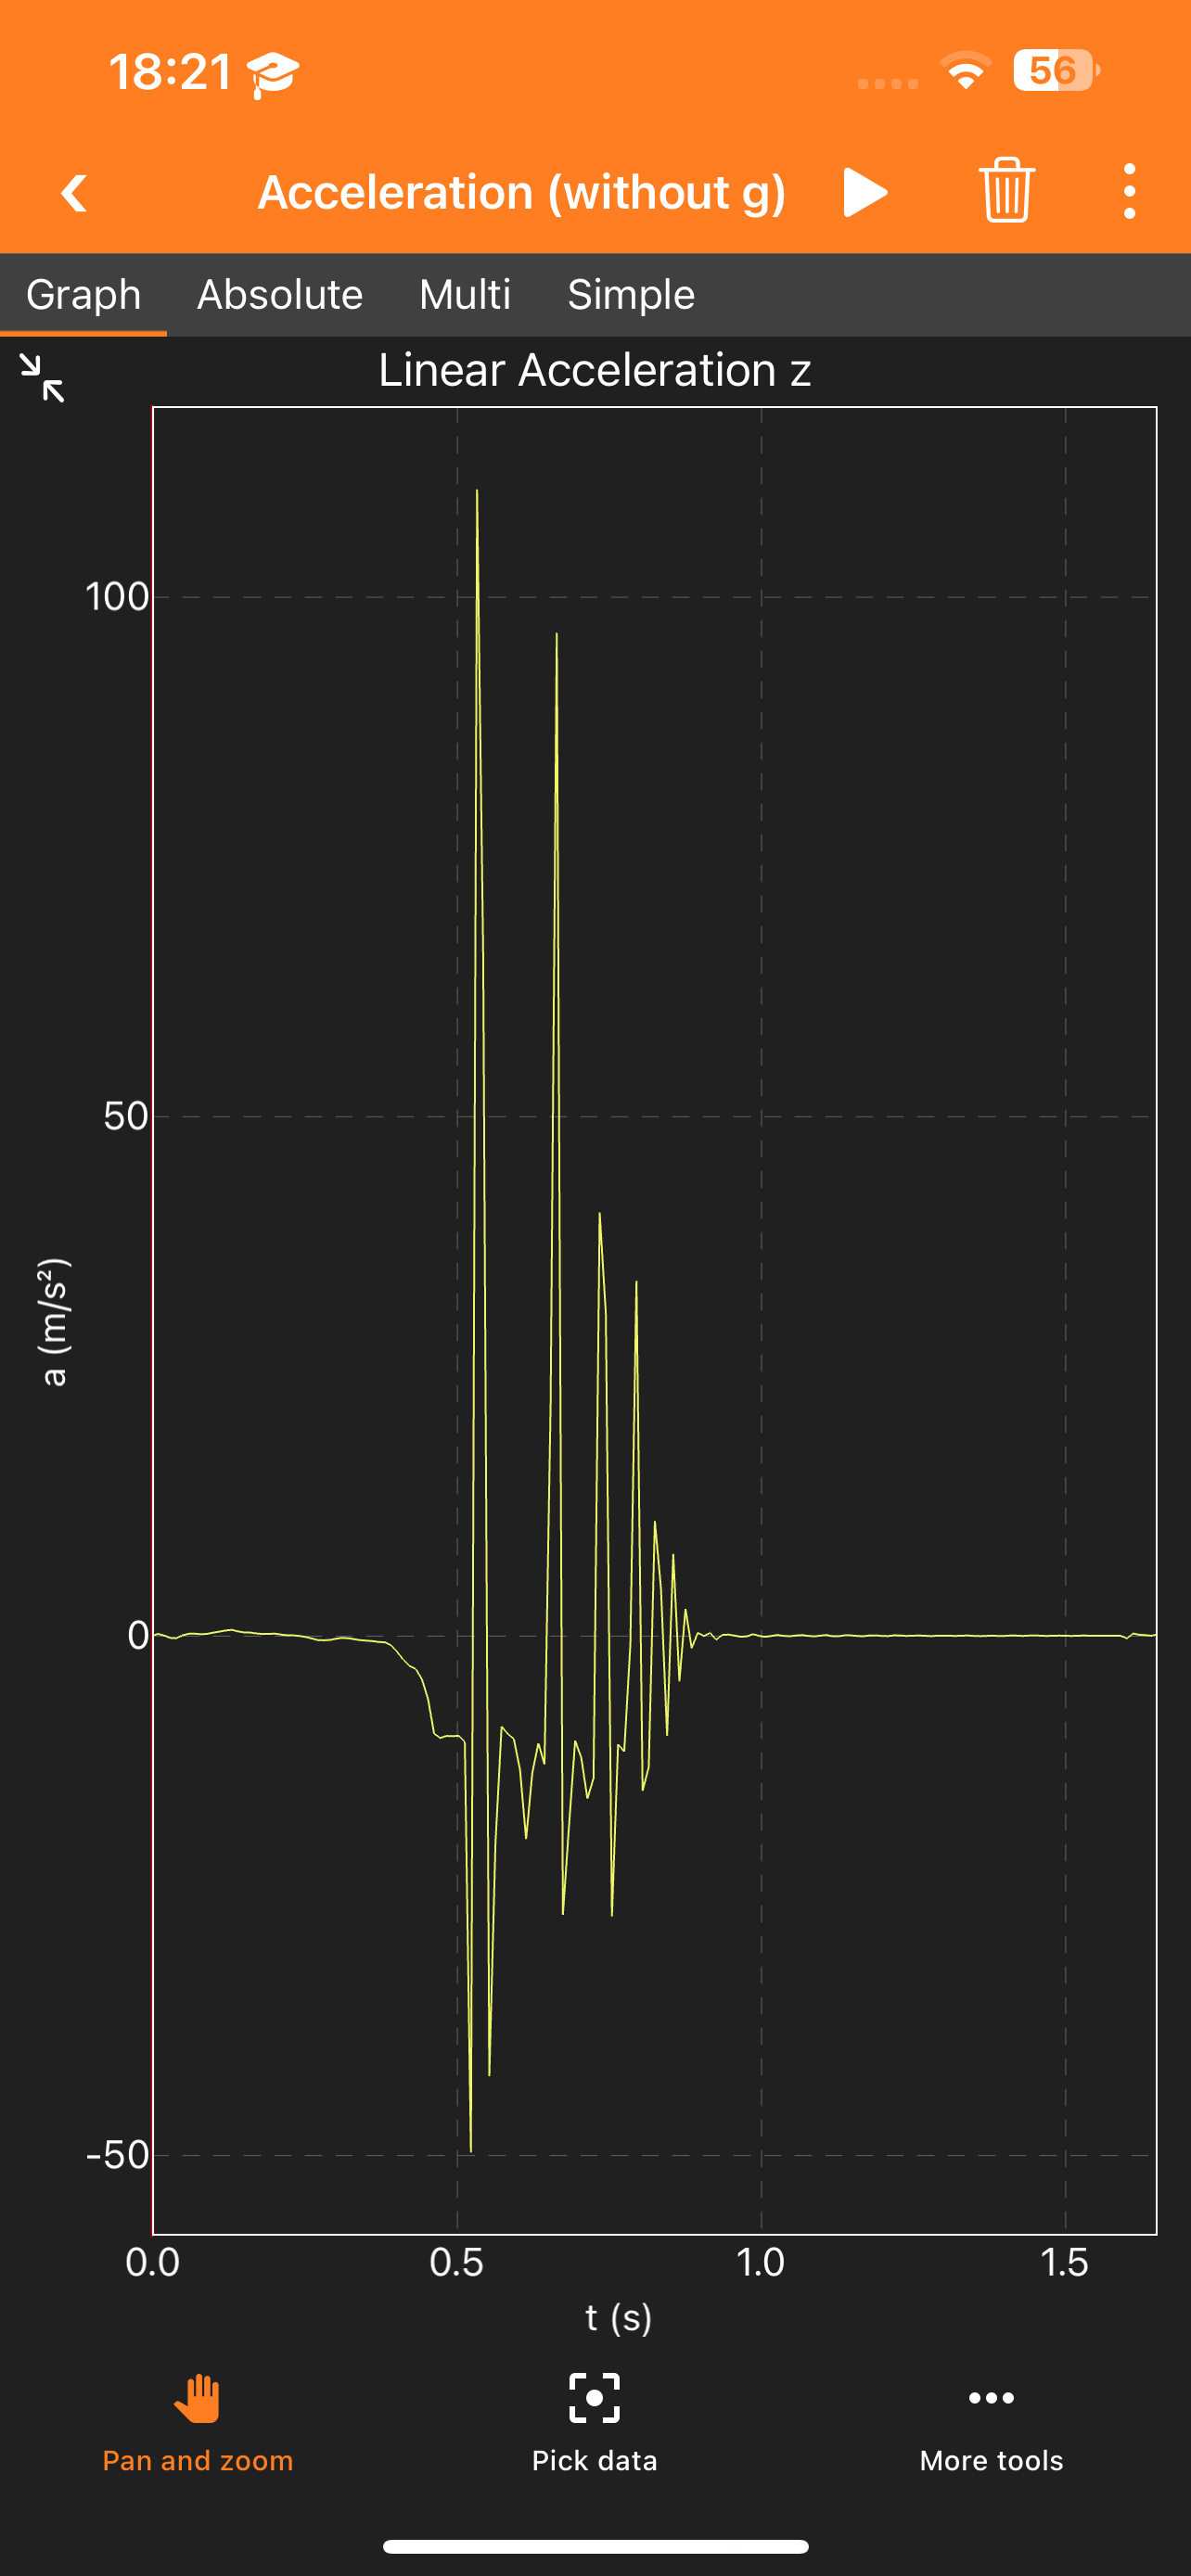 18:21
56
Acceleration (without g)
Graph Absolute Multi Simple
Linear Acceleration z
100
50
0
-50
a (m/s²)
0.0 0.5 1.0 1.5
t (s)
Pan and zoom Pick data More tools